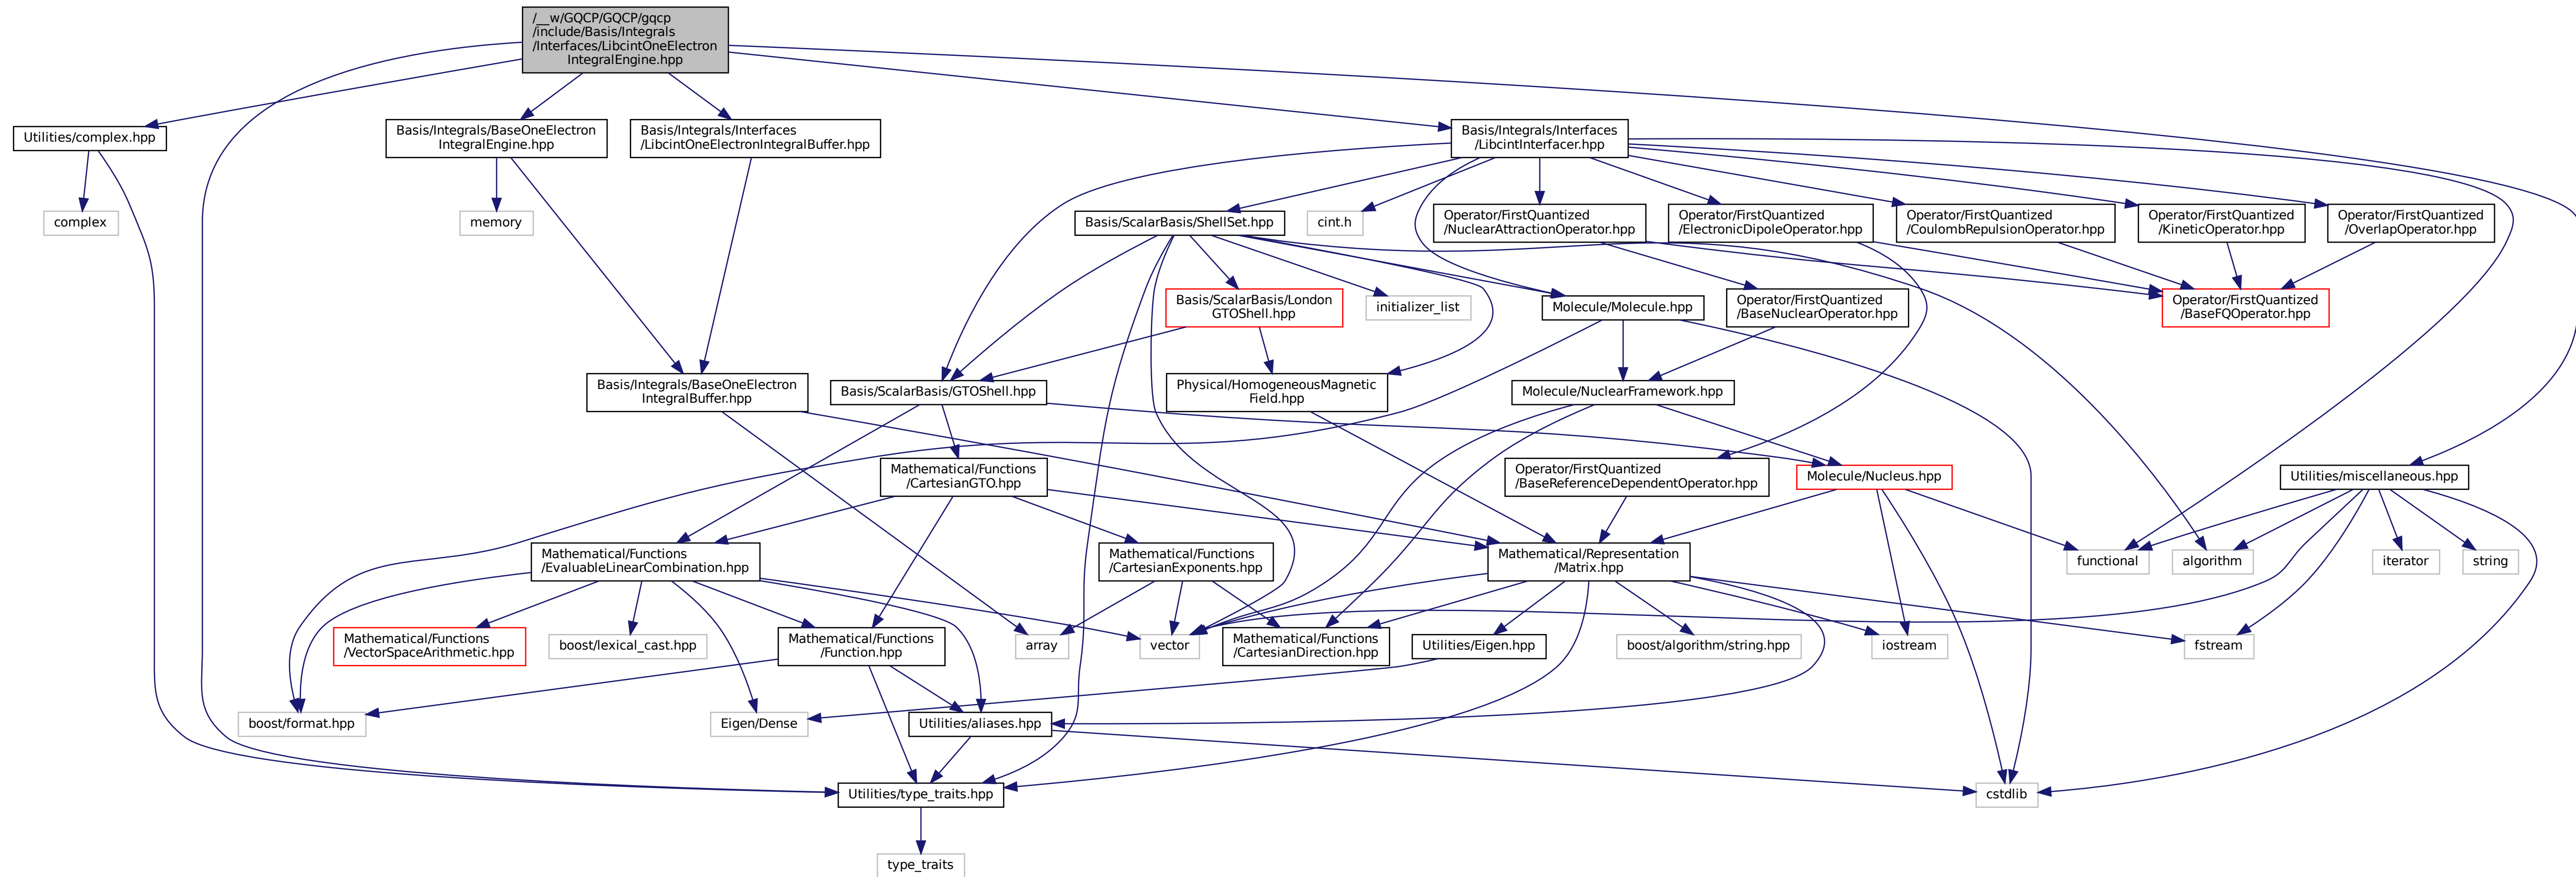 /__w/GQCP/GQCP/gqcp
/include/Basis/Integrals
/Interfaces/LibcintOneElectron
IntegralEngine.hpp
Utilities/complex.hpp
Basis/Integrals/BaseOneElectron
IntegralEngine.hpp
Basis/Integrals/Interfaces
/LibcintOneElectronIntegralBuffer.hpp
Basis/Integrals/Interfaces
/LibcintInterfacer.hpp
complex
memory
Basis/ScalarBasis/ShellSet.hpp
cint.h
Operator/FirstQuantized
/NuclearAttractionOperator.hpp
Operator/FirstQuantized
/ElectronicDipoleOperator.hpp
Operator/FirstQuantized
/CoulombRepulsionOperator.hpp
Operator/FirstQuantized
/KineticOperator.hpp
Operator/FirstQuantized
/OverlapOperator.hpp
Basis/ScalarBasis/London
GTOShell.hpp
initializer_list
Molecule/Molecule.hpp
Operator/FirstQuantized
/BaseNuclearOperator.hpp
Operator/FirstQuantized
/BaseFQOperator.hpp
Basis/Integrals/BaseOneElectron
IntegralBuffer.hpp
Basis/ScalarBasis/GTOShell.hpp
Physical/HomogeneousMagnetic
Field.hpp
Molecule/NuclearFramework.hpp
Mathematical/Functions
/CartesianGTO.hpp
Operator/FirstQuantized
/BaseReferenceDependentOperator.hpp
Molecule/Nucleus.hpp
Utilities/miscellaneous.hpp
Mathematical/Functions
/EvaluableLinearCombination.hpp
Mathematical/Functions
/CartesianExponents.hpp
Mathematical/Representation
/Matrix.hpp
functional
algorithm
iterator
string
Mathematical/Functions
/VectorSpaceArithmetic.hpp
boost/lexical_cast.hpp
Mathematical/Functions
/Function.hpp
array
vector
Mathematical/Functions
/CartesianDirection.hpp
Utilities/Eigen.hpp
boost/algorithm/string.hpp
iostream
fstream
boost/format.hpp
Eigen/Dense
Utilities/aliases.hpp
Utilities/type_traits.hpp
cstdlib
type_traits